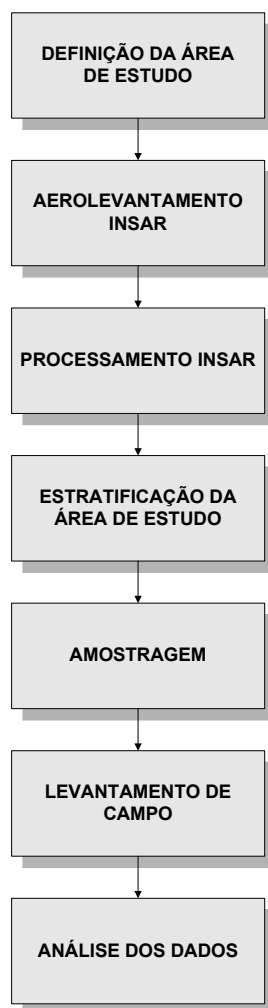 DEFINIÇÃO DA ÁREA
DE ESTUDO
AEROLEVANTAMENTO
INSAR
PROCESSAMENTO INSAR
ESTRATIFICAÇÃO DA
ÁREA DE ESTUDO
AMOSTRAGEM
LEVANTAMENTO DE
CAMPO
ANÁLISE DOS DADOS